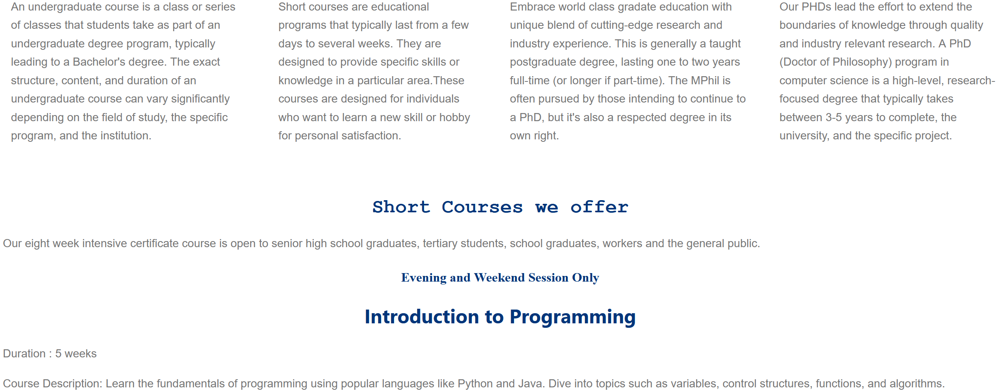 An undergraduate course is a class or series
of classes that students take as part of an
undergraduate degree program, typically
leading to a Bachelor's degree. The exact
structure, content, and duration of an
undergraduate course can vary significantly
depending on the field of study, the specific
program, and the institution.
Short courses are educational
programs that typically last from a few
days to several weeks. They are
designed to provide specific skills or
knowledge in a particular area.These
courses are designed for individuals
who want to learn a new skill or hobby
for personal satisfaction.
Embrace world class gradate education with
unique blend of cutting-edge research and
industry experience. This is generally a taught
postgraduate degree, lasting one to two years
full-time (or longer if part-time). The MPhil is
often pursued by those intending to continue to
a PhD, but it's also a respected degree in its
own right.
Our PHDs lead the effort to extend the
boundaries of knowledge through quality
and industry relevant research. A PhD
(Doctor of Philosophy) program in
computer science is a high-level, research-
focused degree that typically takes
between 3-5 years to complete, the
university, and the specific project.
Short Courses we offer
Our eight week intensive certificate course is open to senior high school graduates, tertiary students, school graduates, workers and the general public.
Evening and Weekend Session Only
Introduction to Programming
Duration : 5 weeks
Course Description: Learn the fundamentals of programming using popular languages like Python and Java. Dive into topics such as variables, control structures, functions, and algorithms.